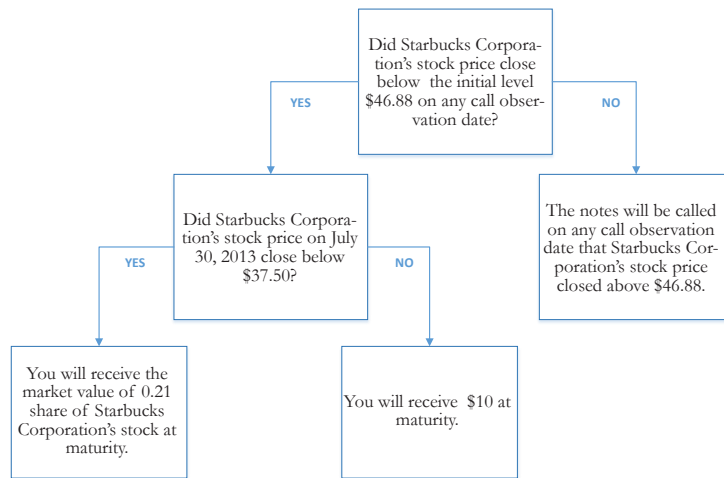 Did Starbucks Corpora-
tion's stock price close
below the initial level
$46.88 on any call obser-
vation date?
YES
NO
Did Starbucks Corpora-
tion's stock price on July
30, 2013 close below
$37.50?
The notes will be called
on any call observation
date that Starbucks Cor-
poration's stock price
closed above $46.88.
YES
NO
You will receive the
market value of 0.21
share of Starbucks
Corporation's stock at
maturity.
You will receive $10 at
maturity.